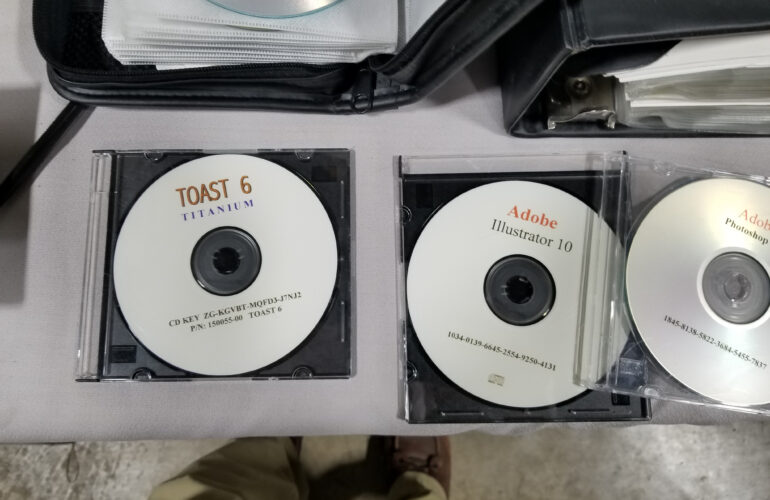 TOAST 6
TITANIUM
CD KEY ZG-KGVBT-MQFD3-J7NJ2
P/N: 150055-00 TOAST 6
Adobe
Illustrator 10
1034-0139-6645-2554-9250-4131
Photoshop
1845-8138-5822-3684-5455-7837